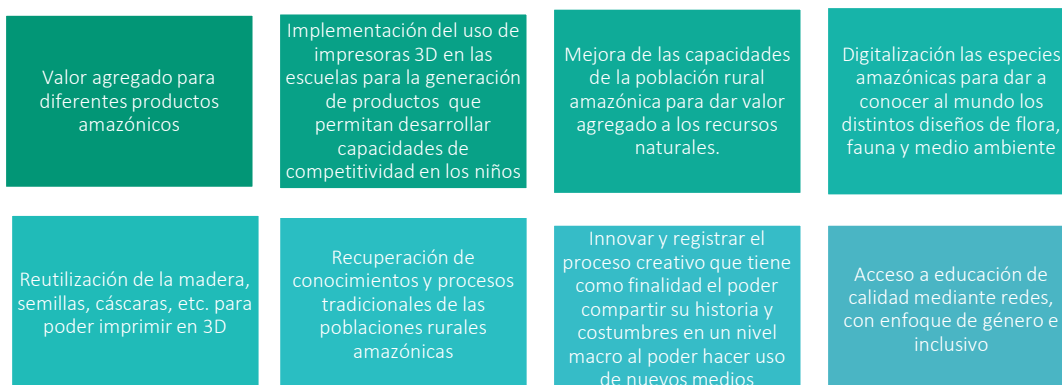 Valor agregado para
diferentes productos
amazónicos
Implementación del uso de
impresoras 3D en las
escuelas para la generación
de productos que
permitan desarrollar
capacidades de
competitividad en los niños
Mejora de las capacidades
de la población rural
amazónica para dar valor
agregado a los recursos
naturales.
Digitalización las especies
amazónicas para dar a
conocer al mundo los
distintos diseños de flora,
fauna y medio ambiente
Reutilización de la madera,
semillas, cáscaras, etc. para
poder imprimir en 3D
Recuperación de
conocimientos y procesos
tradicionales de las
poblaciones rurales
amazónicas
Innovar y registrar el
proceso creativo que tiene
como finalidad el poder
compartir su historia y
costumbres en un nivel
macro al poder hacer uso
de nuevos medios
Acceso a educación de
calidad mediante redes,
con enfoque de género e
inclusivo